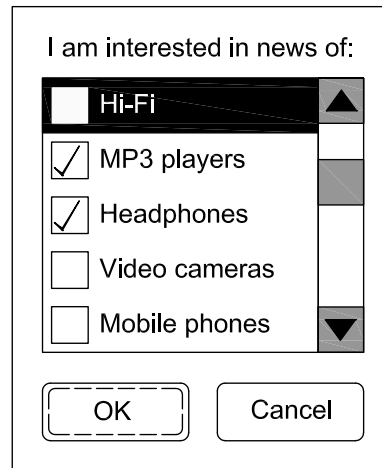 I am interested in news of:
Hi-Fi
MP3 players
Headphones
Video cameras
Mobile phones
OK
Cancel